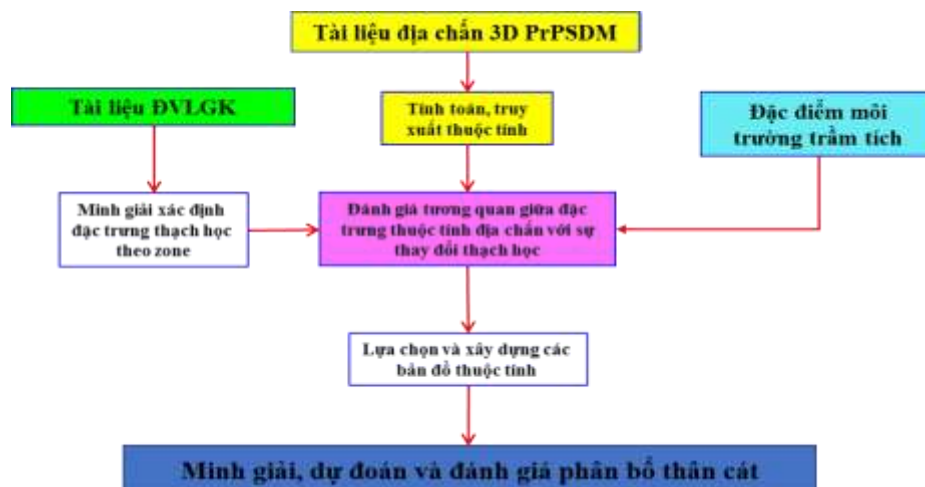 Tài liệu địa chấn 3D PrPSDM
Tài liệu ĐVLGK
Tính toán, truy
xuất thuộc tính
Đặc điểm môi
trường trầm tích
Minh giải xác định
đặc trưng thạch học
theo zone
Đánh giá tương quan giữa đặc
trưng thuộc tính địa chấn với sự
thay đổi thạch học
Lựa chọn và xây dựng các
bản đồ thuộc tính
Minh giải, dự đoán và đánh giá phân bố thân cát